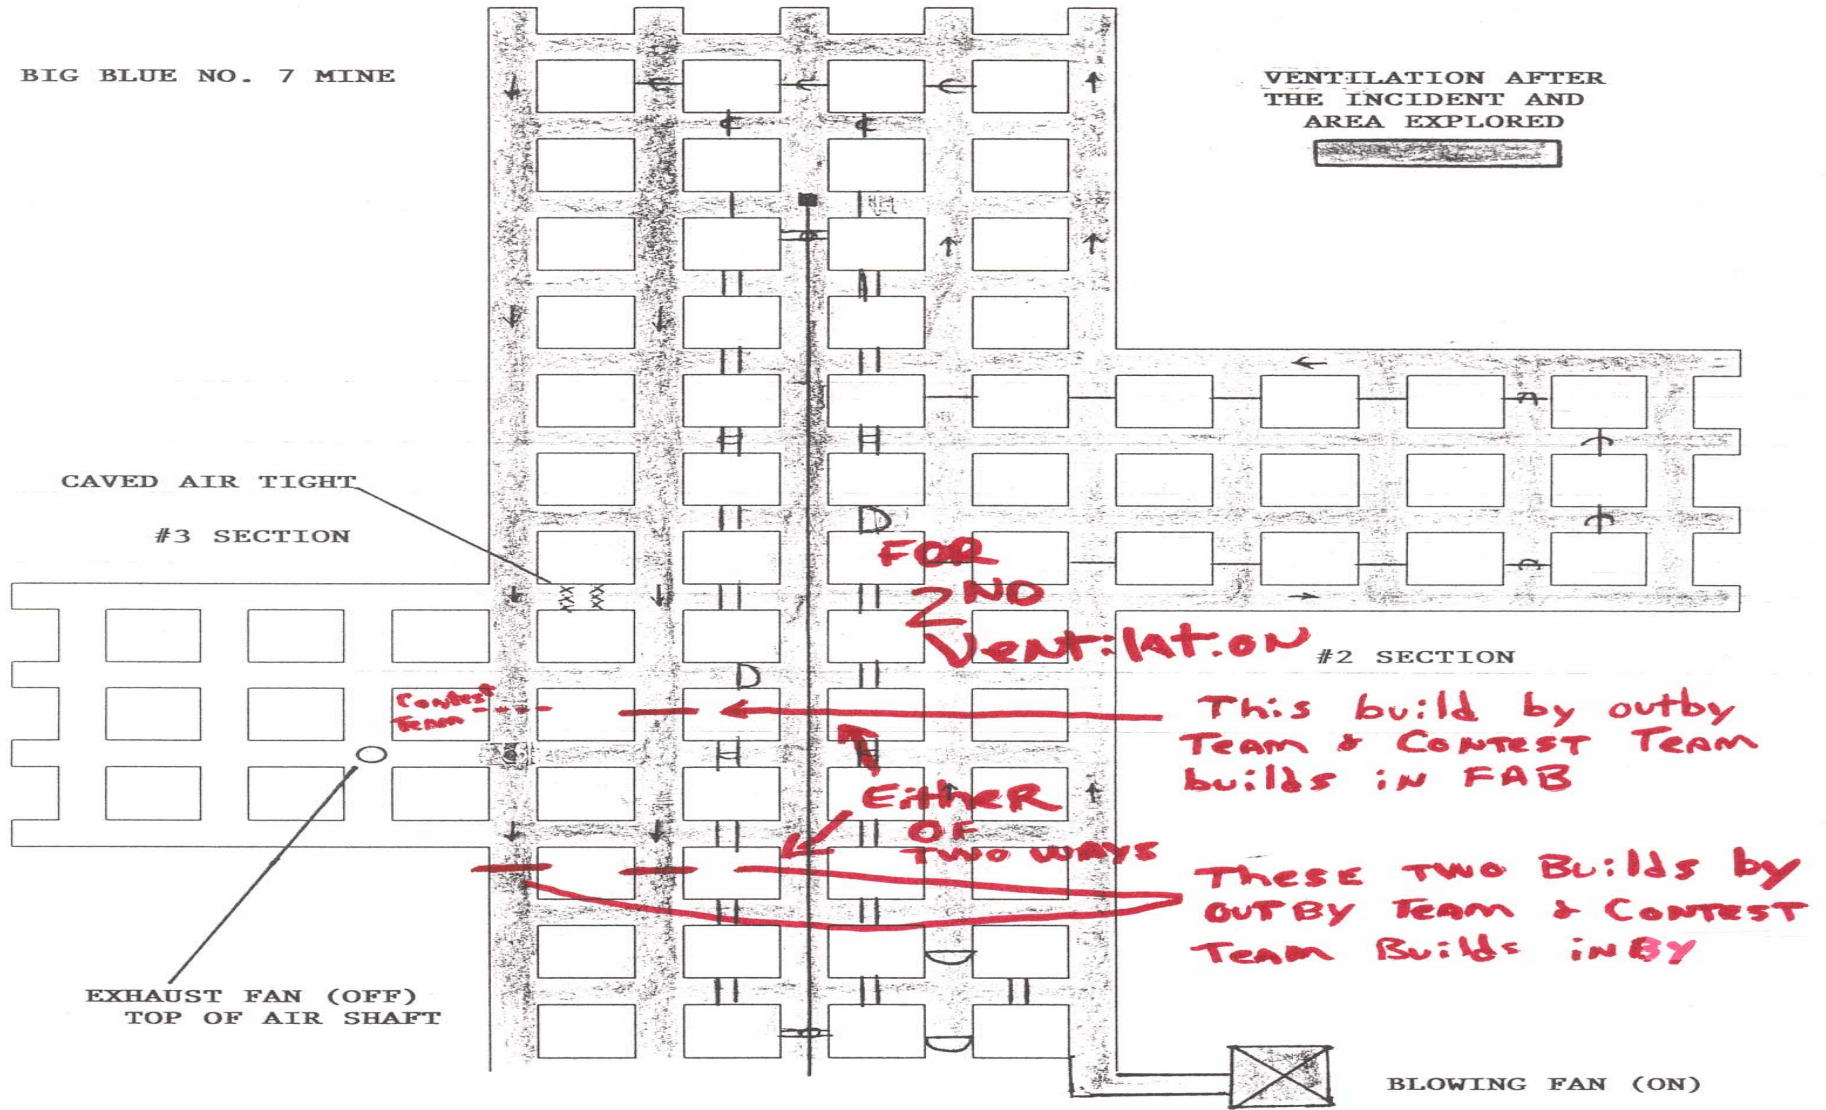 BIG BLUE NO. 7 MINE
VENTILATION AFTER
THE INCIDENT AND
AREA EXPLORED
CAVED AIR TIGHT
#3 SECTION
FOR
2ND
VentilAtiON
#2 SECTION
Contest
Team
This build by outby
Team & CONTEST Team
builds in FAB
EitheR
OF
TWO WAYS
These TWO Builds by
OUTBY Team & CONTEST
Team Builds inBY
EXHAUST FAN (OFF)
TOP OF AIR SHAFT
BLOWING FAN (ON)